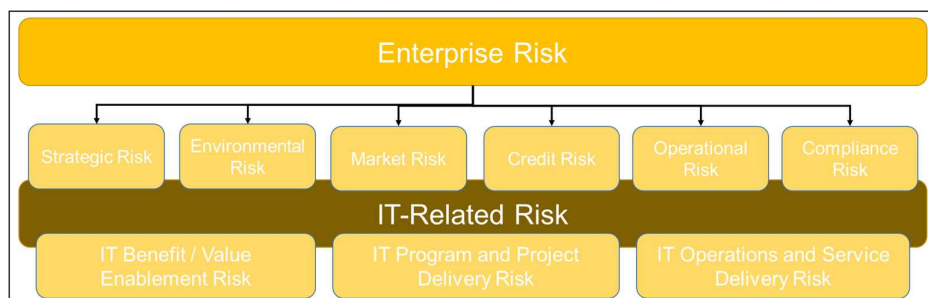 Enterprise Risk
Strategic Risk
Environmental
Risk
Market Risk
Credit Risk
Operational
Risk
Compliance
Risk
IT-Related Risk
IT Benefit / Value
Enablement Risk
IT Program and Project
Delivery Risk
IT Operations and Service
Delivery Risk